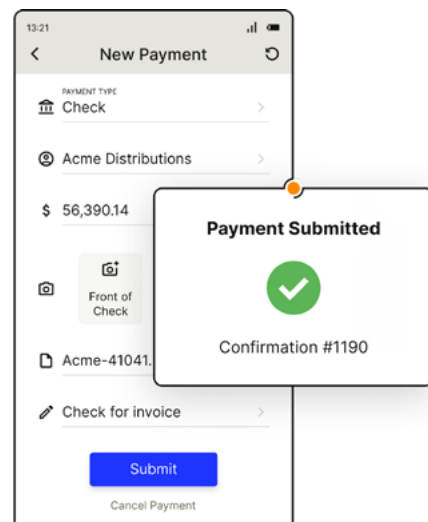 13:21
New Payment
PAYMENT TYPE
Check
Acme Distributions
$ 56,390.14
Payment Submitted
Front of
Check
Confirmation #1190
Acme-41041.
Check for invoice
Submit
Cancel Payment